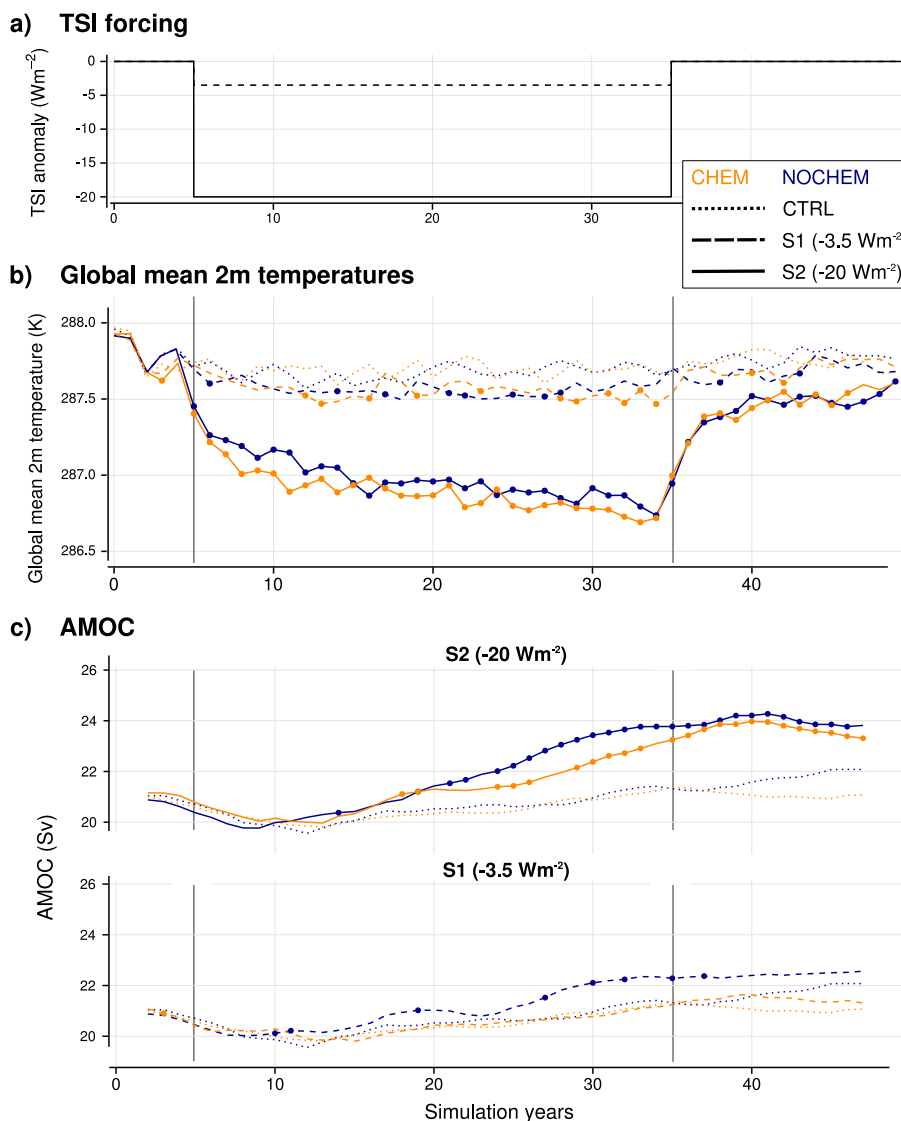 a) TSI forcing
TSI anomaly (Wm⁻²)
0
-5
-10
-15
-20
0 10 20 30
CHEM NOCHEM
CTRL
S1 (-3.5 Wm⁻²
S2 (-20 Wm⁻²)
b) Global mean 2m temperatures
Global mean 2m temperature (K)
288.0
287.5
287.0
286.5
0 10 20 30 40
c) AMOC
S2 (-20 Wm⁻²)
26
24
22
20
AMOC (Sv)
S1 (-3.5 Wm⁻²)
26
24
22
20
0 10 20 30 40
Simulation years